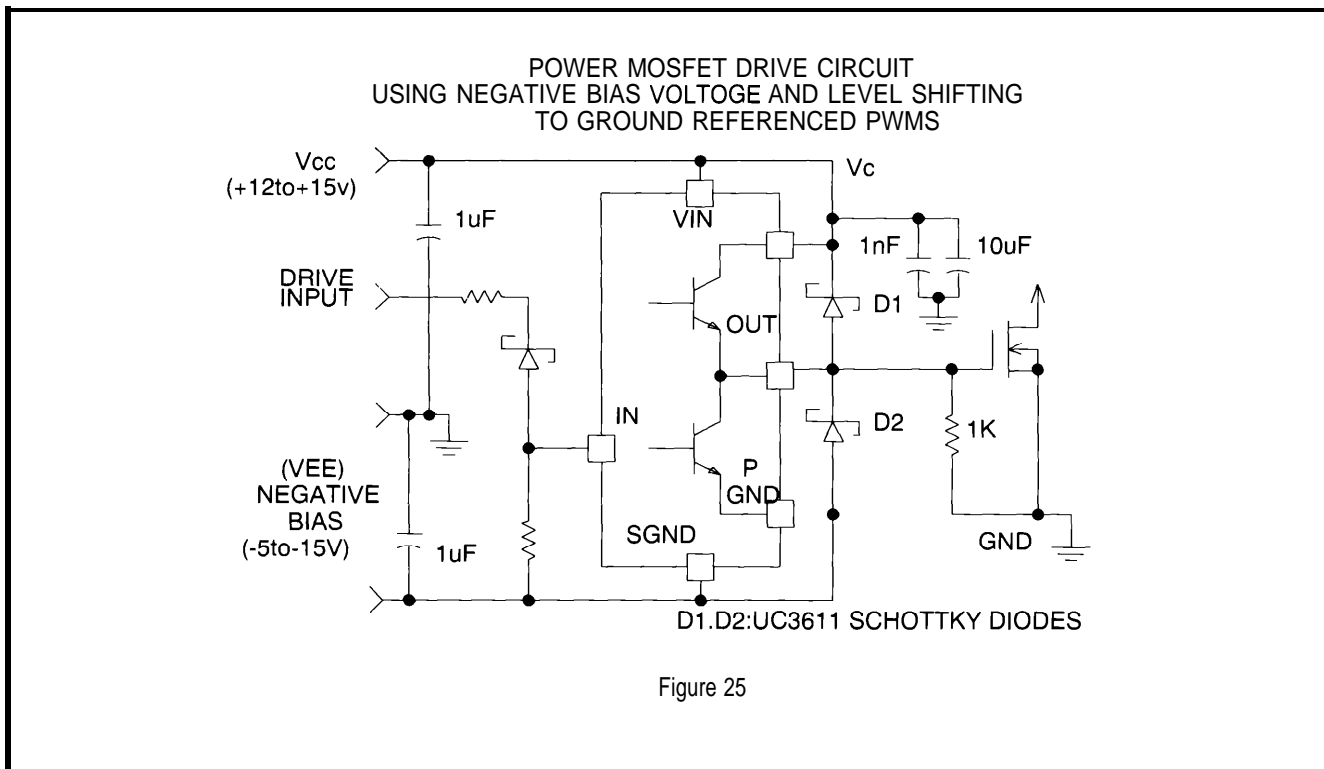 POWER MOSFET DRIVE CIRCUIT
USING NEGATIVE BIAS VOLTOGE AND LEVEL SHIFTING
TO GROUND REFERENCED PWMS
Vcc
(+12to+15v)
Vc
VIN
1uF
1nF
10uF
DRIVE
INPUT
D1
OUT
IN
D2
1K
P
GND
(VEE)
NEGATIVE
BIAS
(-5to-15V)
1uF
SGND
GND
D1.D2:UC3611 SCHOTTKY DIODES
Figure 25